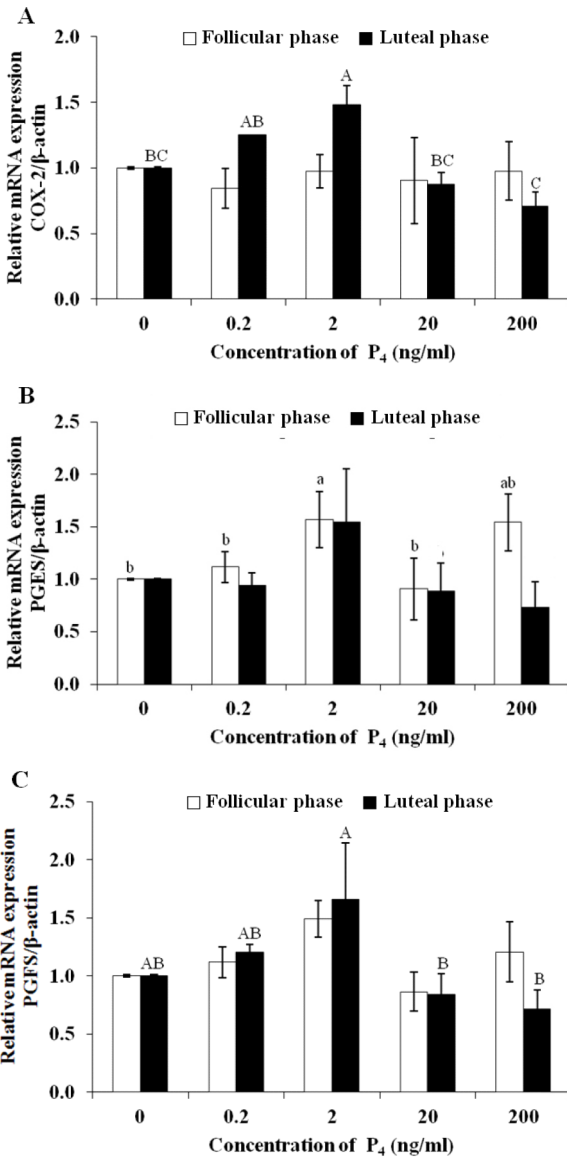 A
Relative mRNA expression
COX-2/β-actin
2.0
1.5
1.0
0.5
0.0
Follicular phase Luteal phase
BC
AB
A
BC
C
0 0.2 2 20 200
Concentration of P4 (ng/ml)
B
Relative mRNA expression
PGES/β-actin
2.5
2.0
1.5
1.0
0.5
0.0
Follicular phase Luteal phase
b
b
a
b
ab
0 0.2 2 20 200
Concentration of P4 (ng/ml)
C
Relative mRNA expression
PGFS/β-actin
2.5
2.0
1.5
1.0
0.5
0.0
Follicular phase Luteal phase
AB
AB
A
B
B
0 0.2 2 20 200
Concentration of P4 (ng/ml)